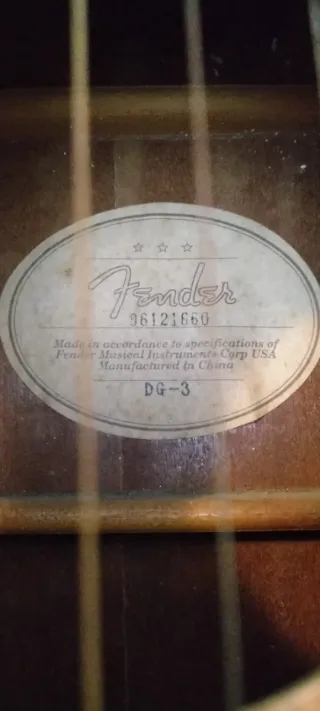 Fender
96121660
Made in accordance to specifications of
Fender Musical Instruments Corp USA
Manufactured in China
DG-3